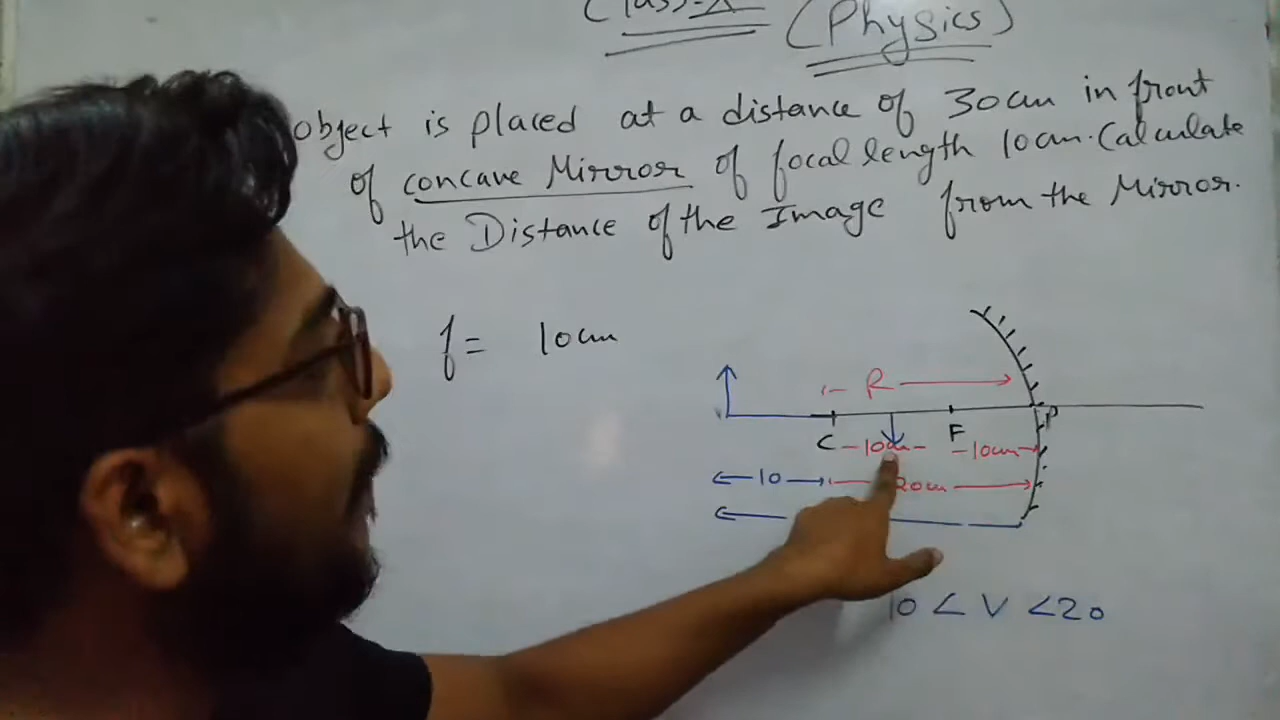 Class-X
(Physics)
object is placed at a distance of 30cm in front
of concave Mirror of focal length 10cm. Calculate
the Distance of the Image from the Mirror.
f = 10cm
R
P
C F
10cm 10cm
10 20cm
10 < V < 20